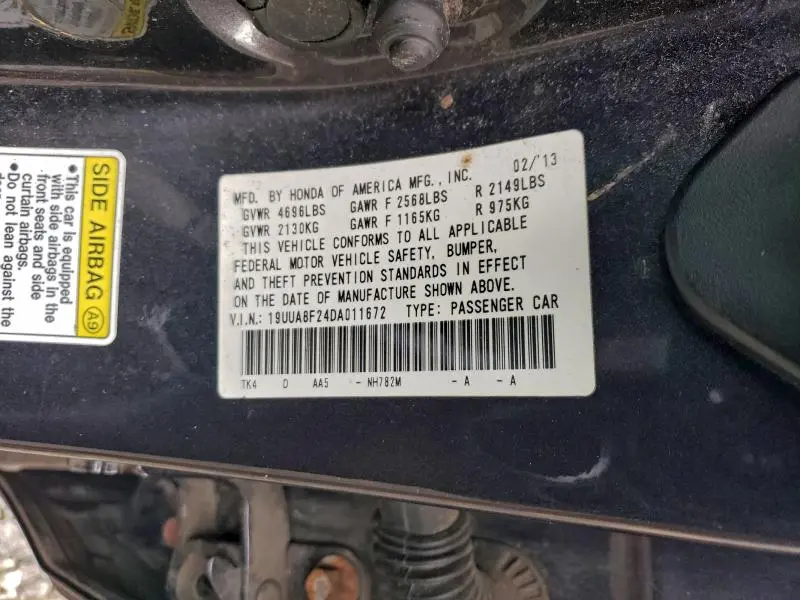 SIDE AIRBAG A9
•This car is equipped
with side airbags in the
front seats and side
curtain airbags.
•Do not lean against the
MFD. BY HONDA OF AMERICA MFG., INC. 02/'13
GVWR 4696LBS GAWR F 2568LBS R 2149LBS
GVWR 2130KG GAWR F 1165KG R 975KG
THIS VEHICLE CONFORMS TO ALL APPLICABLE
FEDERAL MOTOR VEHICLE SAFETY, BUMPER,
AND THEFT PREVENTION STANDARDS IN EFFECT
ON THE DATE OF MANUFACTURE SHOWN ABOVE.
V.I.N.: 19UUA8F24DA011672 TYPE: PASSENGER CAR
TK4 D AA5 - NH782M - A - A